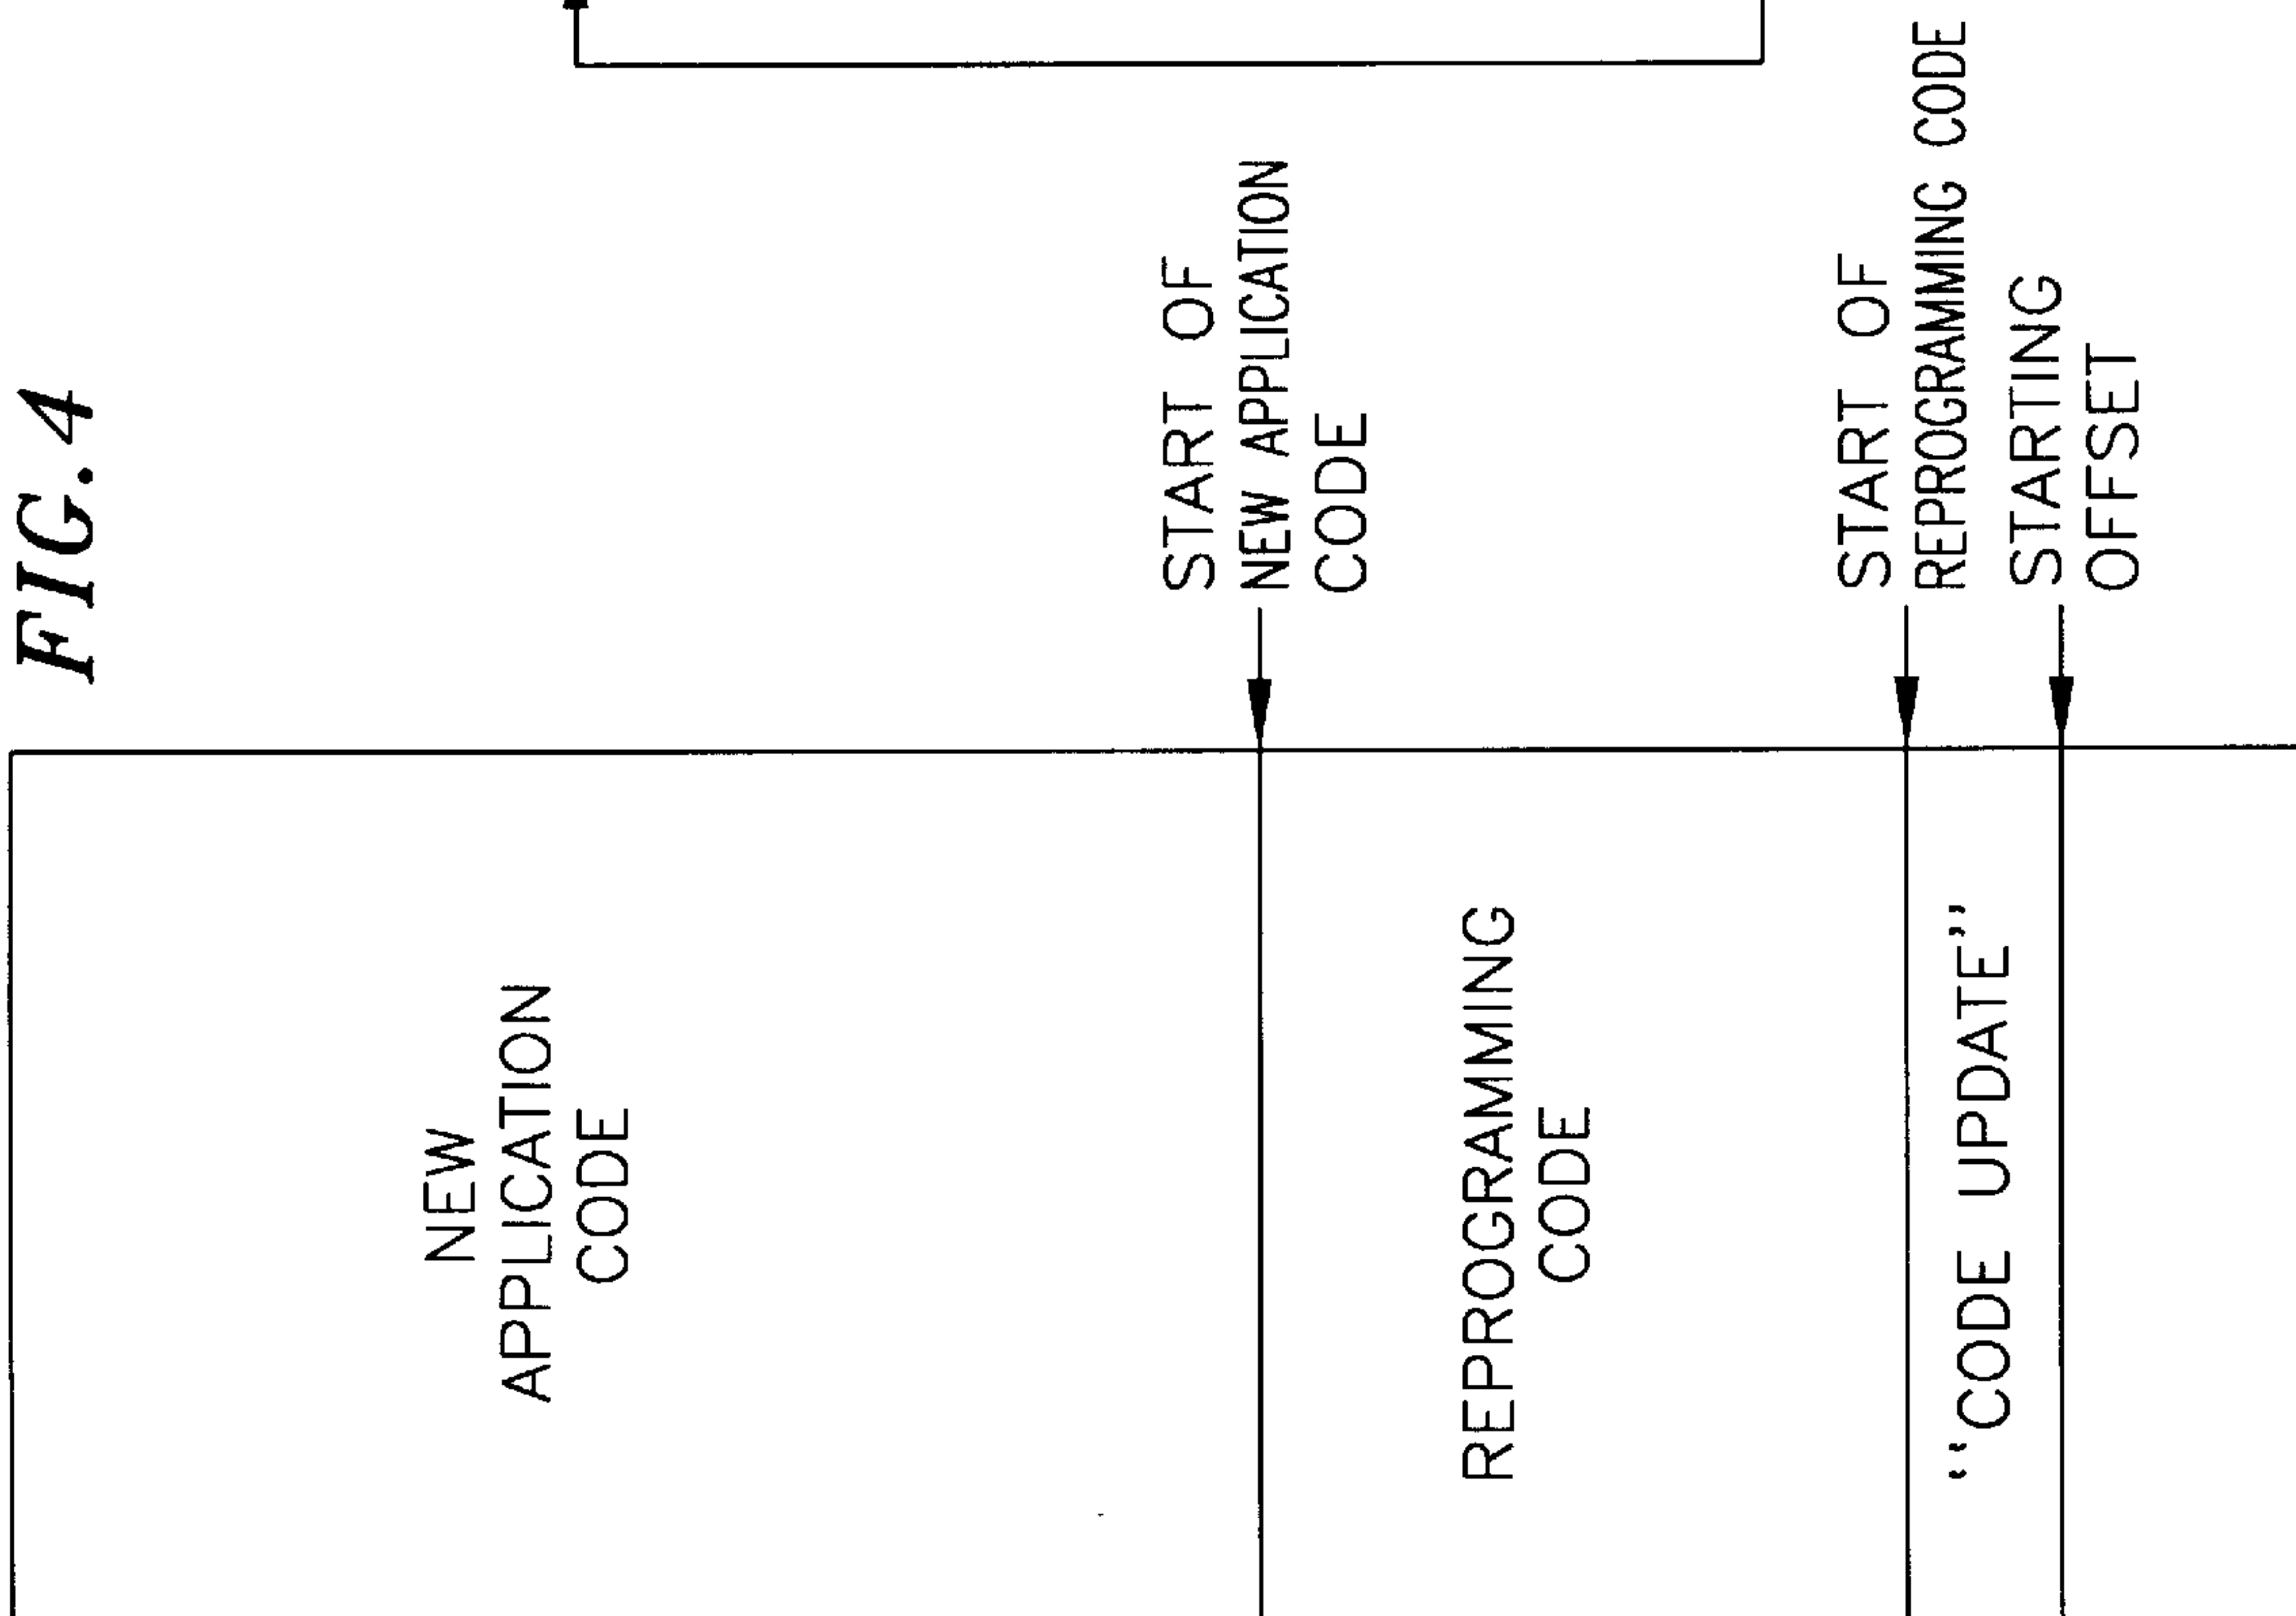 FIG. 4
NEW
APPLICATION
CODE
START OF
NEW APPLICATION
CODE
REPROGRAMMING
CODE
START OF
REPROGRAMMING CODE
"CODE UPDATE"
STARTING
OFFSET